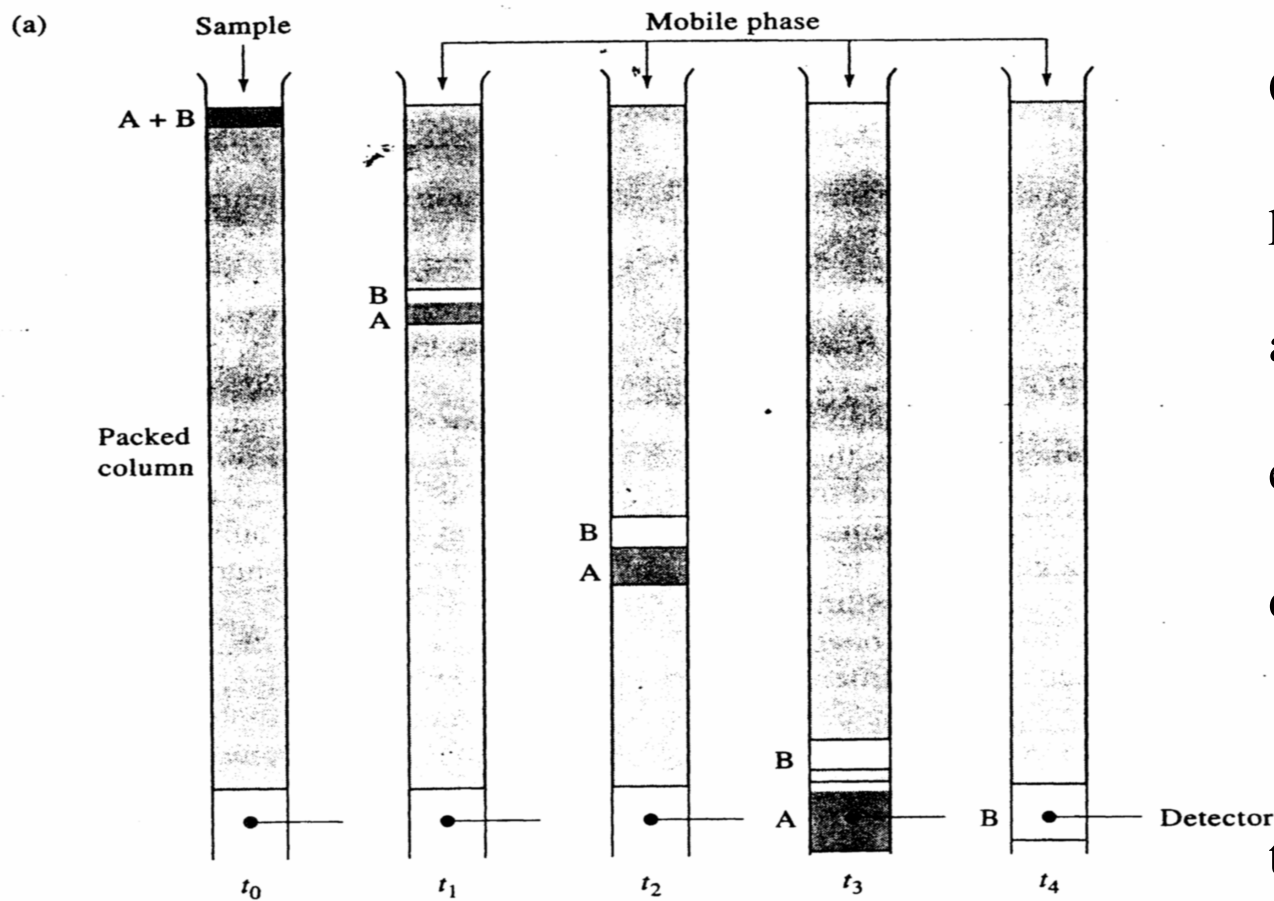 (a)
Sample
Mobile phase
A + B
B
A
Packed
column
B
A
B
A
B
Detector
t₀
t₁
t₂
t₃
t₄